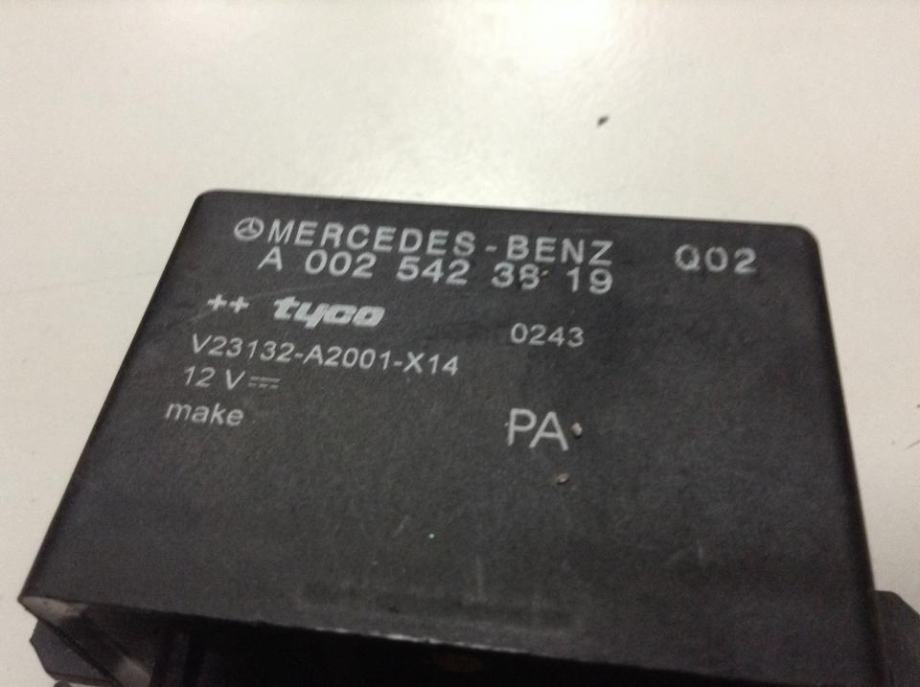 MERCEDES-BENZ Q02
A 002 542 38 19
++ tyco 0243
V23132-A2001-X14
12 V
make
PA